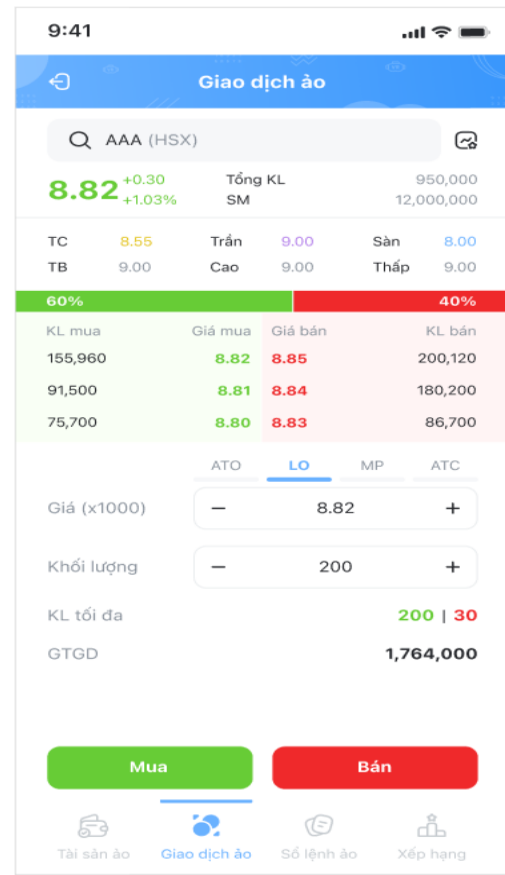 9:41
Giao dịch ảo
AAA (HSX)
8.82 +0.30 Tổng KL 950,000
+1.03% SM 12,000,000
TC 8.55 Trần 9.00 Sàn 8.00
TB 9.00 Cao 9.00 Thấp 9.00
60% 40%
KL mua Giá mua Giá bán KL bán
155,960 8.82 8.85 200,120
91,500 8.81 8.84 180,200
75,700 8.80 8.83 86,700
ATO LO MP ATC
Giá (x1000) − 8.82 +
Khối lượng − 200 +
KL tối đa 200 | 30
GTGD 1,764,000
Mua Bán
Tài sản ảo Giao dịch ảo Sổ lệnh ảo Xếp hạng